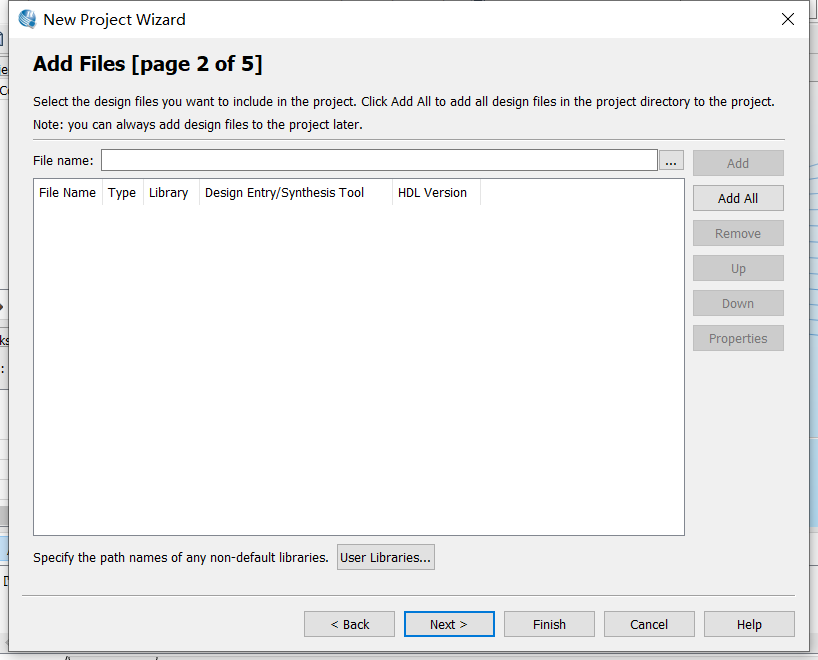 New Project Wizard
Add Files [page 2 of 5]
Select the design files you want to include in the project. Click Add All to add all design files in the project directory to the project.
Note: you can always add design files to the project later.
File name:
...
Add
File Name Type Library Design Entry/Synthesis Tool HDL Version
Add All
Remove
Up
Down
Properties
Specify the path names of any non-default libraries. User Libraries...
< Back Next > Finish Cancel Help